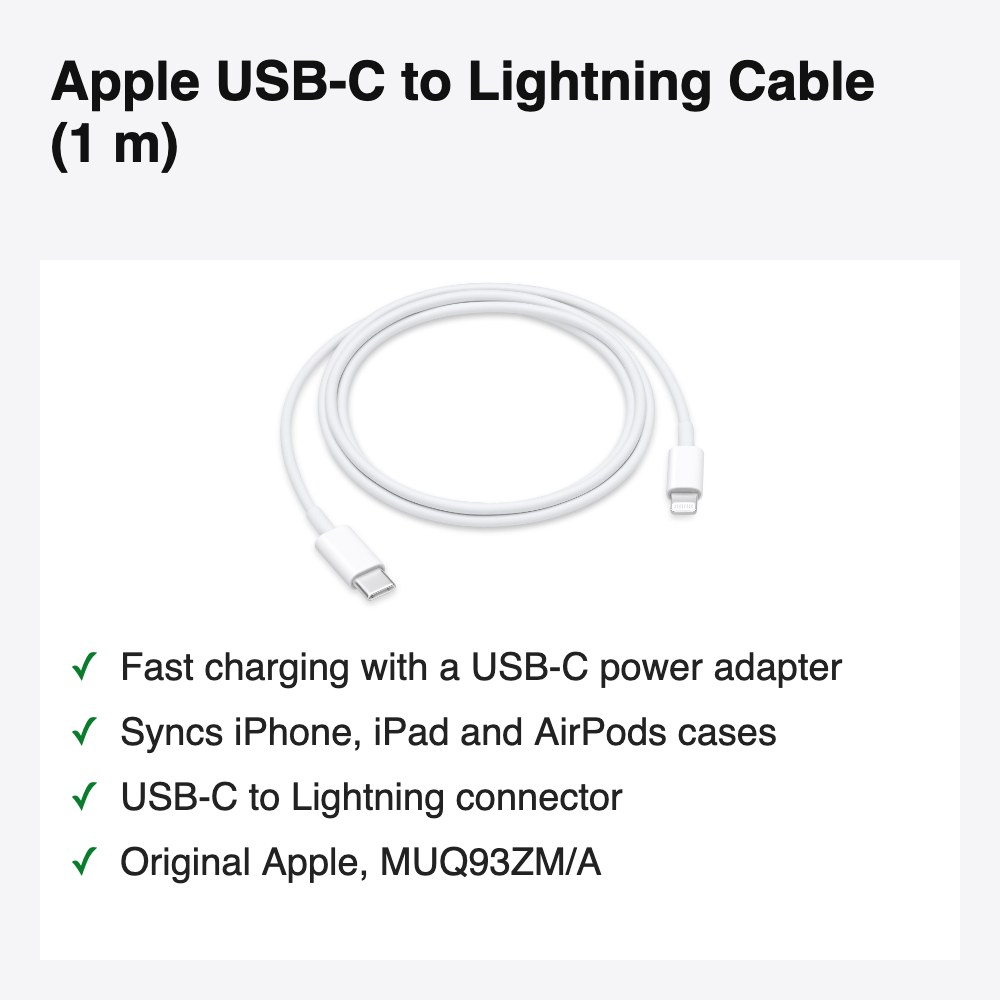 Apple USB-C to Lightning Cable
(1 m)
✓ Fast charging with a USB-C power adapter
✓ Syncs iPhone, iPad and AirPods cases
✓ USB-C to Lightning connector
✓ Original Apple, MUQ93ZM/A